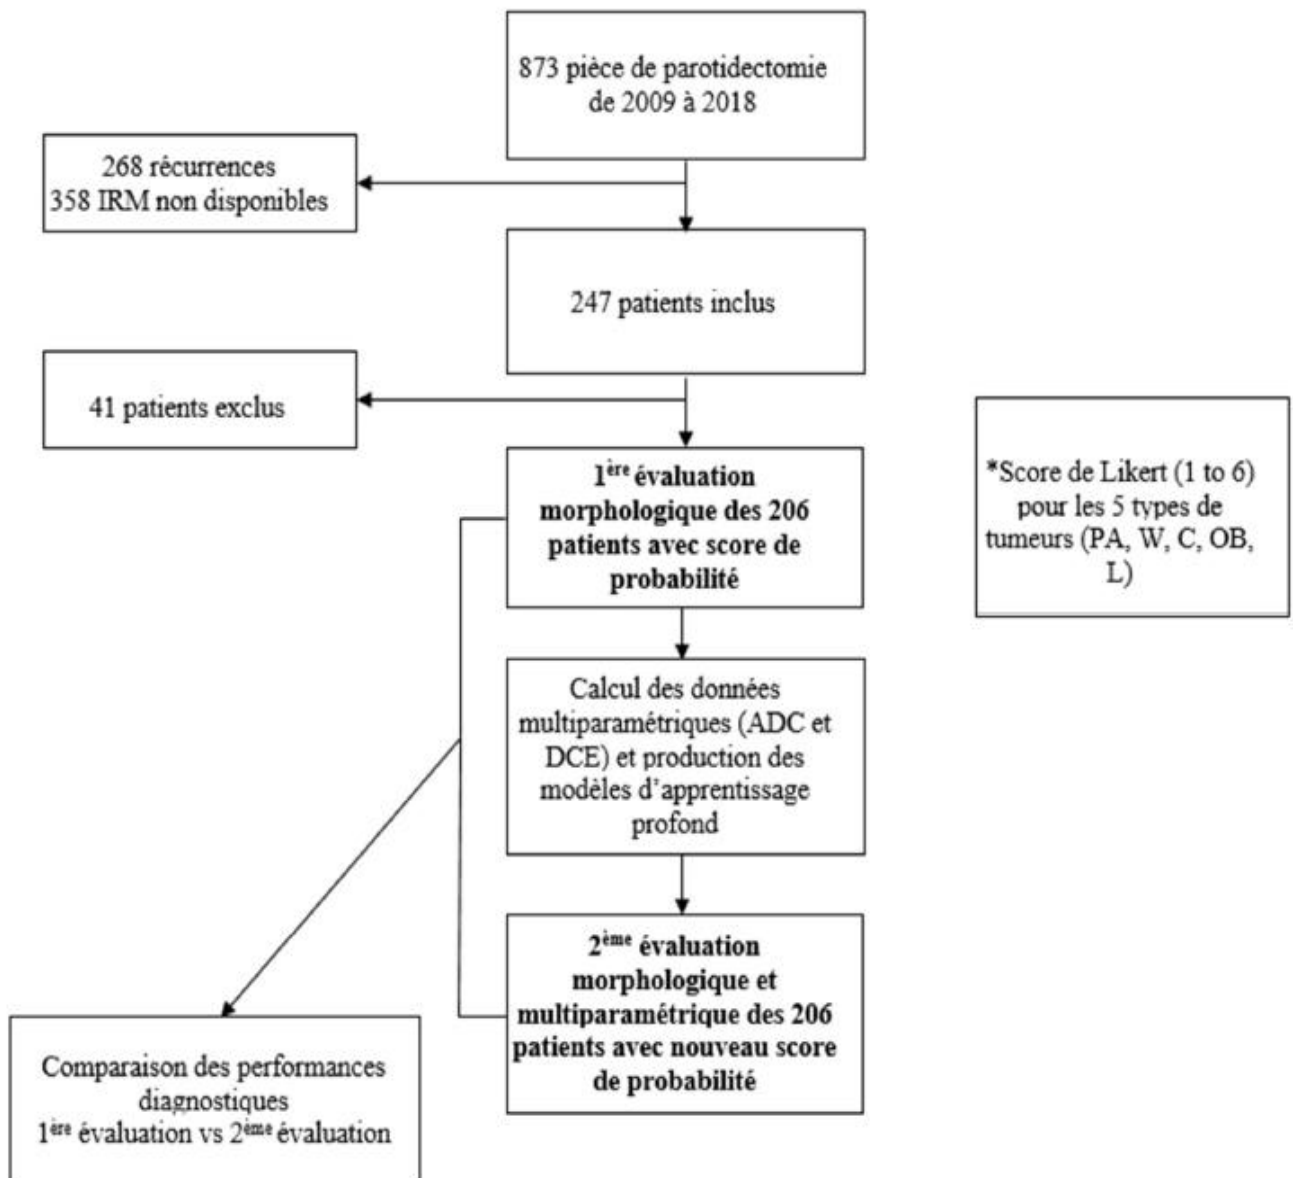 873 pièce de parotidectomie
de 2009 à 2018
268 récurrences
358 IRM non disponibles
247 patients inclus
41 patients exclus
1ère évaluation
morphologique des 206
patients avec score de
probabilité
*Score de Likert (1 to 6)
pour les 5 types de
tumeurs (PA, W, C, OB,
L)
Calcul des données
multiparamétriques (ADC et
DCE) et production des
modèles d'apprentissage
profond
2ème évaluation
morphologique et
multiparamétrique des 206
patients avec nouveau score
de probabilité
Comparaison des performances
diagnostiques
1ère évaluation vs 2ème évaluation